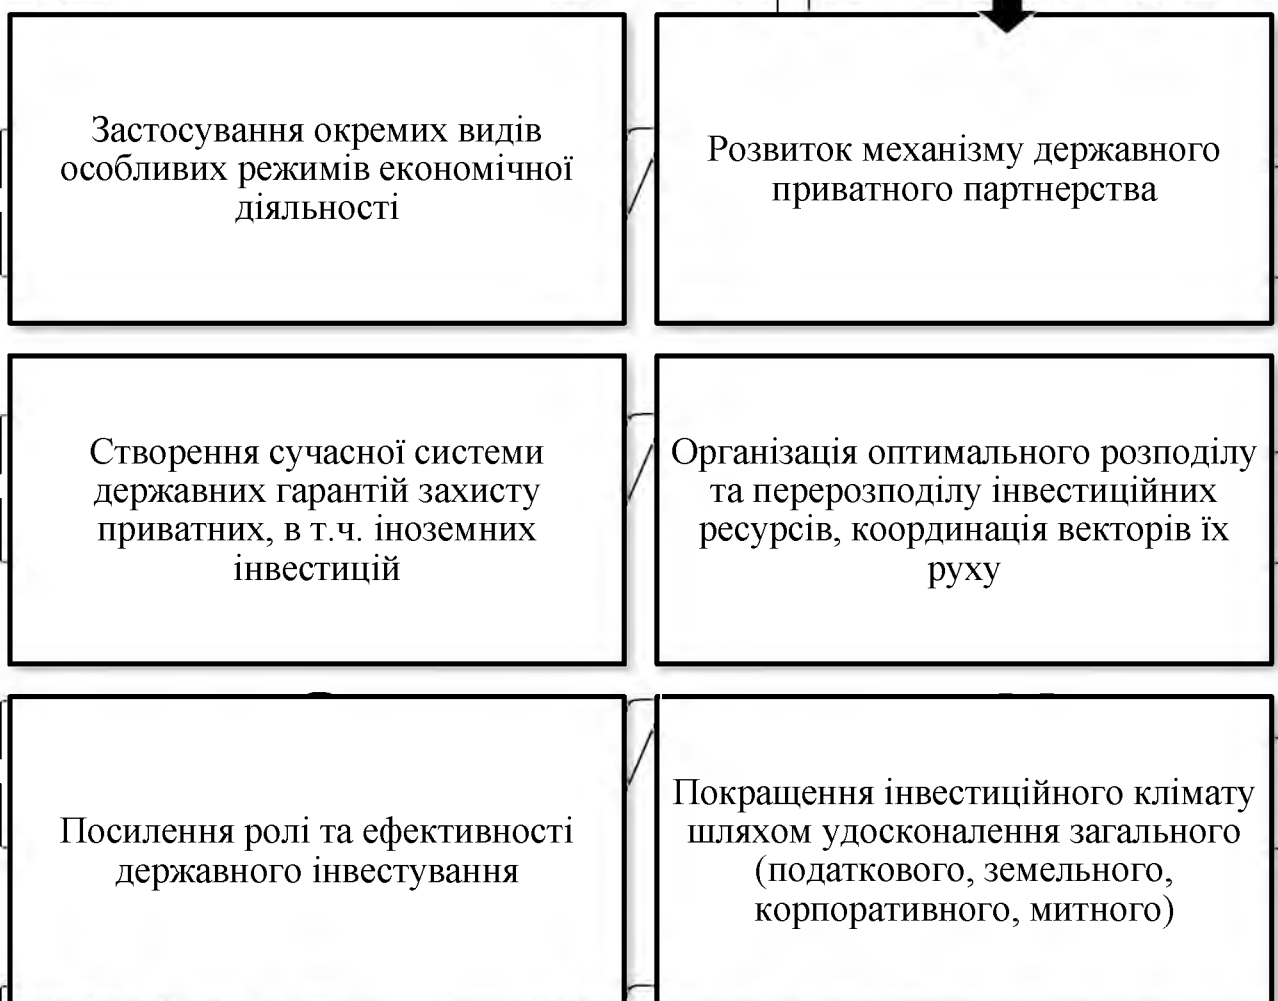 Застосування окремих видів
особливих режимів економічної
діяльності
Розвиток механізму державного
приватного партнерства
Створення сучасної системи
державних гарантій захисту
приватних, в т.ч. іноземних
інвестицій
Організація оптимального розподілу
та перерозподілу інвестиційних
ресурсів, координація векторів їх
руху
Посилення ролі та ефективності
державного інвестування
Покращення інвестиційного клімату
шляхом удосконалення загального
(податкового, земельного,
корпоративного, митного)